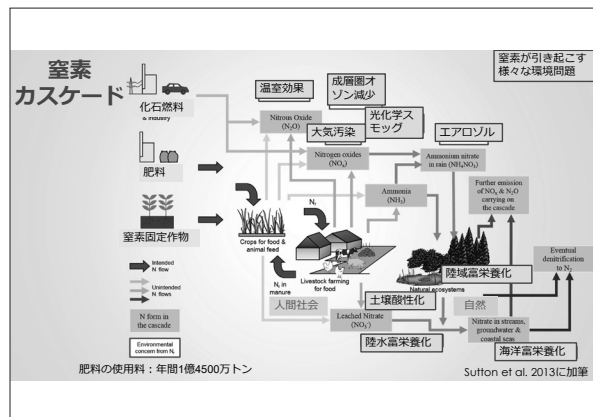 窒素
カスケード
窒素が引き起こす
様々な環境問題
化石燃料
& industry
温室効果
成層圏オ
ゾン減少
光化学ス
モッグ
大気汚染
エアロゾル
Nitrous Oxide
(N₂O)
Nitrogen oxides
(NOₓ)
Ammonium nitrate
in rain (NH₄NO₃)
肥料
Ammonia
(NH₃)
Further emission
of NOₓ & N₂O
carrying on
the cascade
窒素固定作物
Nᵣ
Crops for food &
animal feed
Nᵣ in
manure
Livestock farming
for food
Natural ecosystems
陸域富栄養化
Eventual
denitrification
to N₂
Intended
Nᵣ flow
Unintended
Nᵣ flows
N form in
the cascade
Environmental
concern from Nᵣ
人間社会
土壌酸性化
自然
Leached Nitrate
(NO₃⁻)
Nitrate in streams,
groundwater &
coastal seas
陸水富栄養化
海洋富栄養化
肥料の使用料：年間1億4500万トン
Sutton et al. 2013に加筆